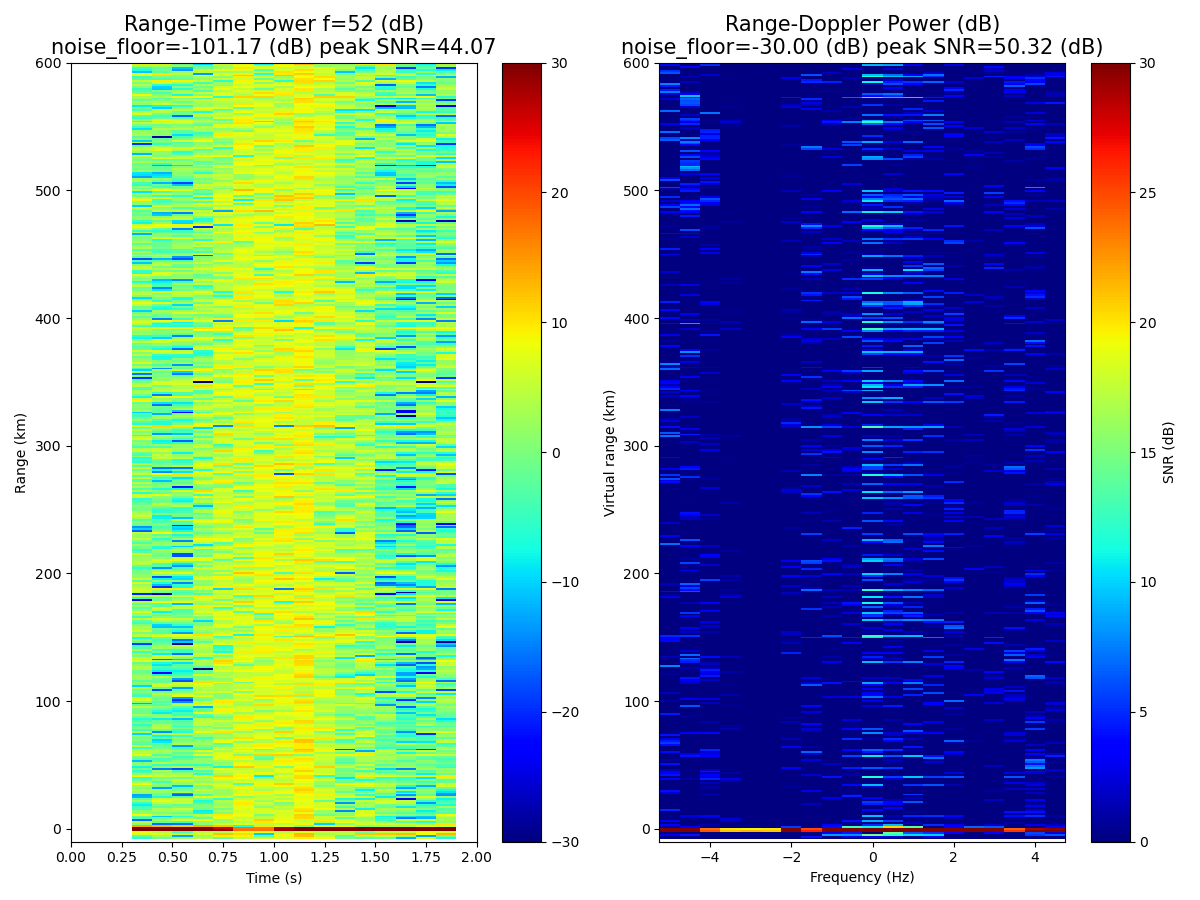 Range-Time Power f=52 (dB)
noise_floor=-101.17 (dB) peak SNR=44.07
600
500
400
300
200
100
0
Range (km)
0.00 0.25 0.50 0.75 1.00 1.25 1.50 1.75 2.00
Time (s)
30
20
10
0
−10
−20
−30
Range-Doppler Power (dB)
noise_floor=-30.00 (dB) peak SNR=50.32 (dB)
600
500
400
300
200
100
0
Virtual range (km)
−4 −2 0 2 4
Frequency (Hz)
30
25
20
15
10
5
0
SNR (dB)